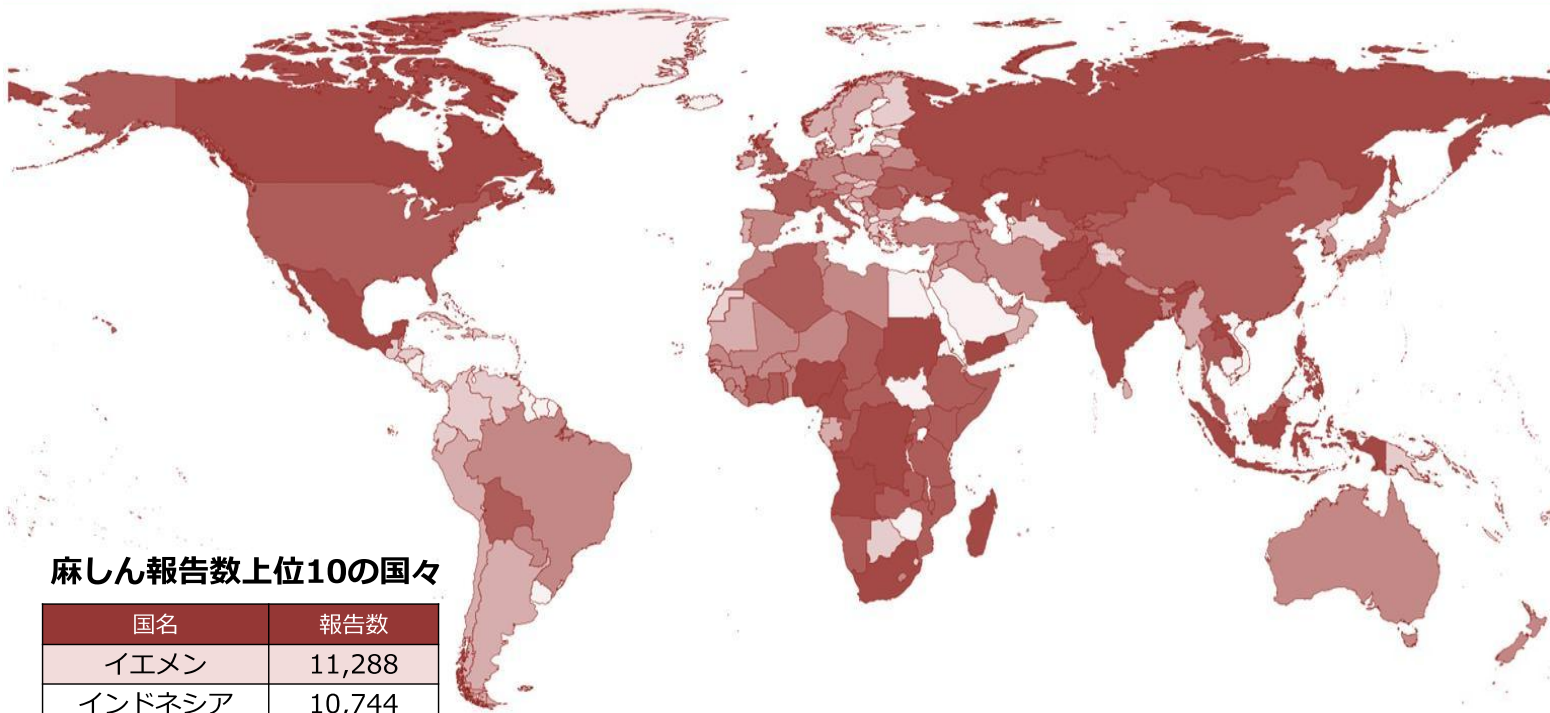 麻しん報告数上位10の国々
国名 報告数
イエメン 11,288
インドネシア 10,744